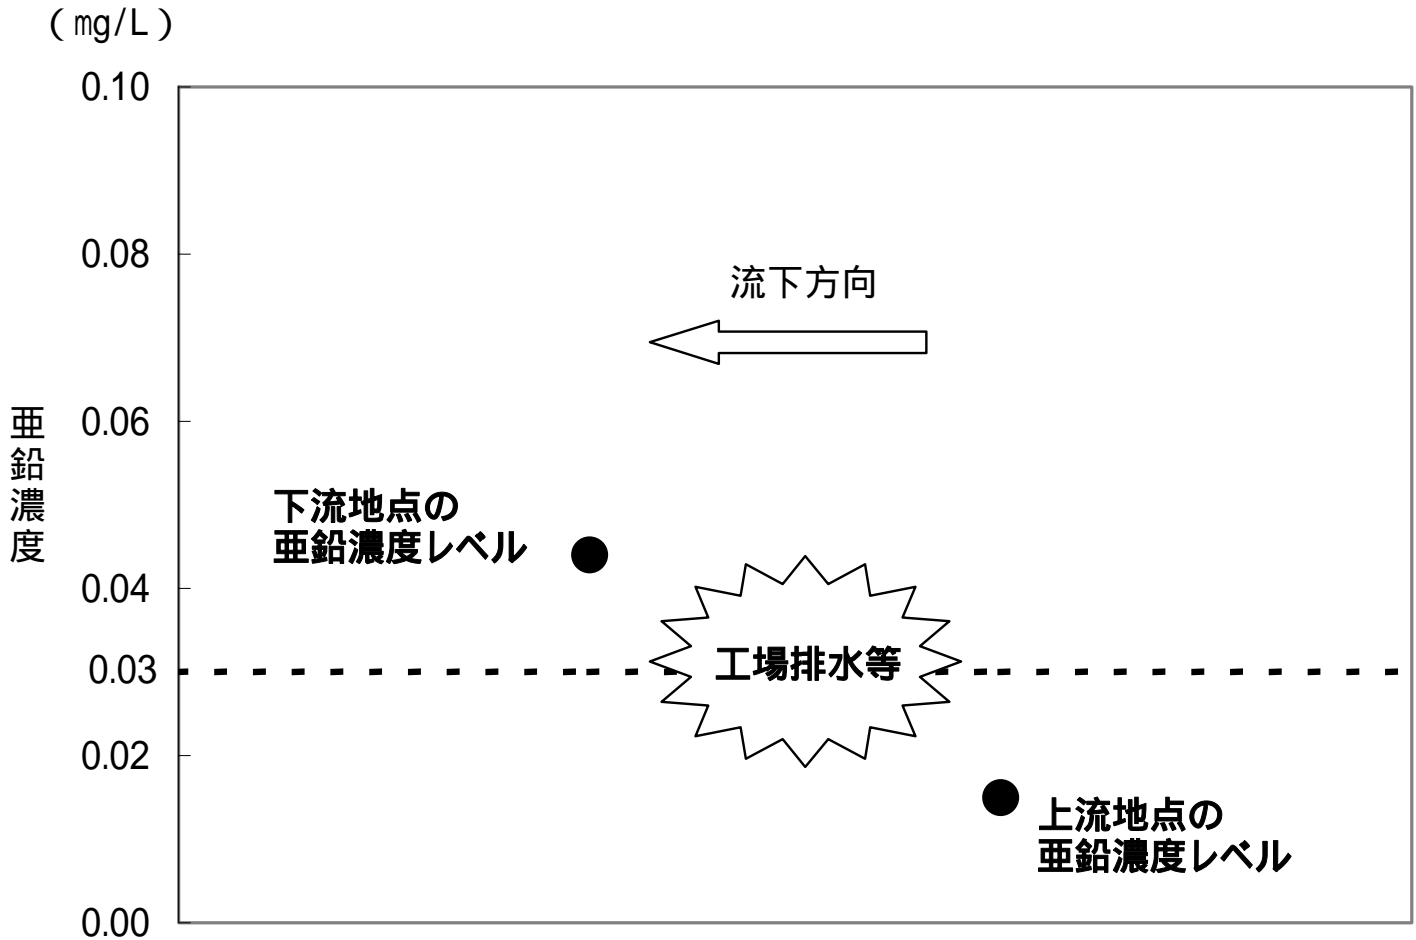 （㎎/L）
0.10
0.08
流下方向
0.06
亜鉛濃度
下流地点の
亜鉛濃度レベル
0.04
0.03
工場排水等
0.02
上流地点の
亜鉛濃度レベル
0.00